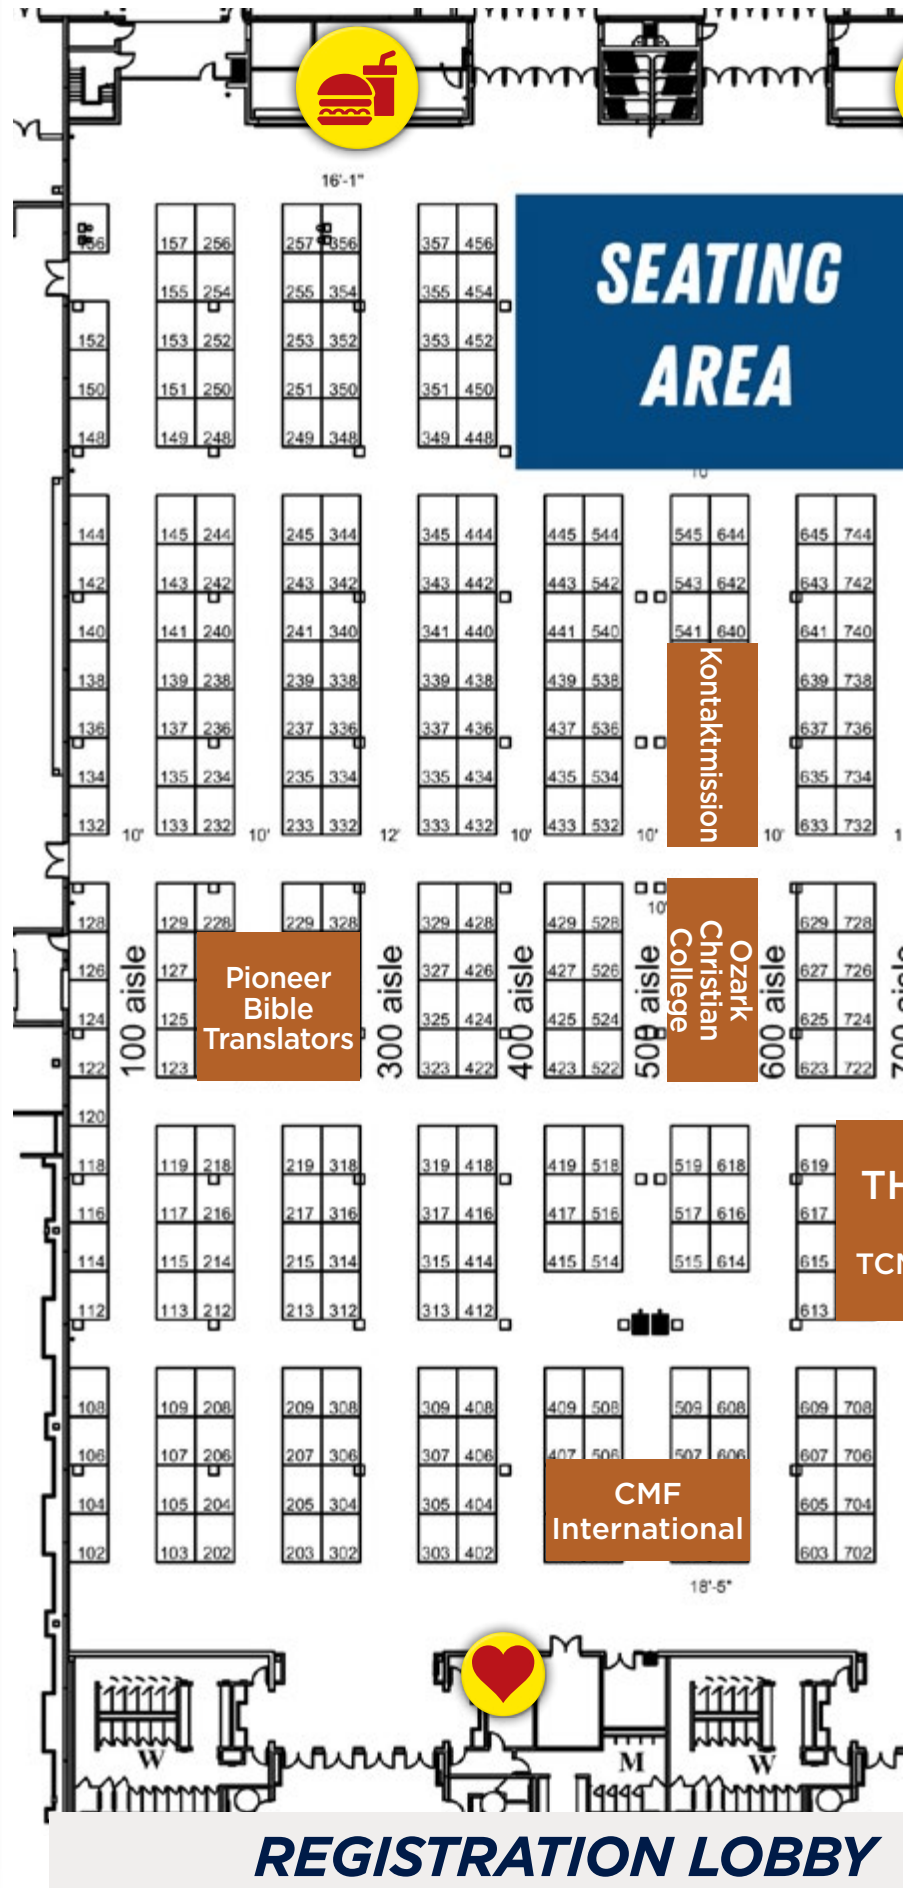 16'-1"
156 157 256 257 356 357 456
SEATING
AREA
155 254 255 354 355 454
152 153 252 253 352 353 452
150 151 250 251 350 351 450
148 149 248 249 348 349 448
10'
144 145 244 245 344 345 444 445 544 545 644 645 744
142 143 242 243 342 343 442 443 542 543 642 643 742
140 141 240 241 340 341 440 441 540 541 640 641 740
138 139 238 239 338 339 438 439 538 639 738
136 137 236 237 336 337 436 437 536 637 736
134 135 234 235 334 335 434 435 534 635 734
132 133 232 233 332 333 432 433 532 633 732
Kontaktmission
10' 10' 12' 10' 10' 10'
128 129 228 229 328 329 428 429 528 629 728
10'
126 127 327 426 427 526 627 726
124 125 325 424 425 524 625 724
122 123 323 422 423 522 623 722
Pioneer
Bible
Translators
Ozark
Christian
College
100 aisle
300 aisle
400 aisle
500 aisle
600 aisle
700
120
118 119 218 219 318 319 418 419 518 519 618 619
116 117 216 217 316 317 416 417 516 517 616 617
114 115 214 215 314 315 414 415 514 515 614 615
112 113 212 213 312 313 412 613
TH
TCM
108 109 208 209 308 309 408 409 508 509 608 609 708
106 107 206 207 306 307 406 407 506 507 606 607 706
104 105 204 205 304 305 404 605 704
102 103 202 203 302 303 402 603 702
CMF
International
18'-5"
W M W
REGISTRATION LOBBY